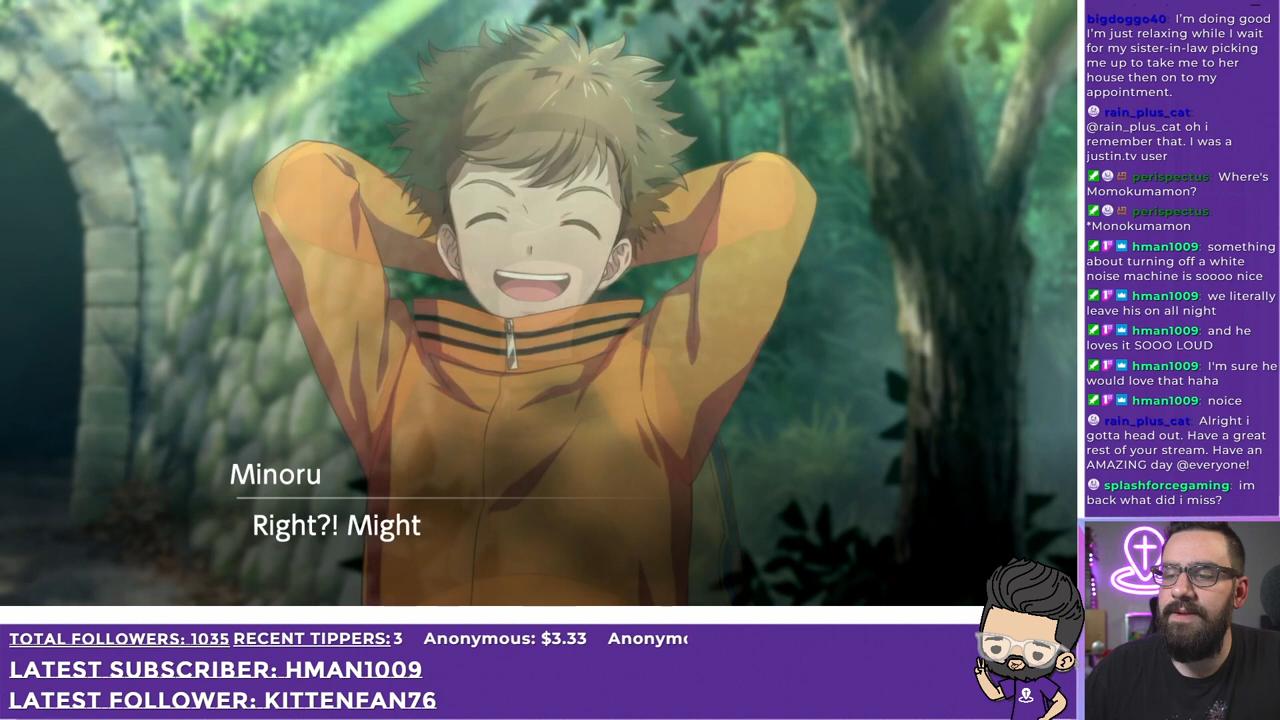 Minoru
Right?! Might
bigdoggo40: I'm doing good
I'm just relaxing while I wait
for my sister-in-law picking
me up to take me to her
house then on to my
appointment.
rain_plus_cat:
@rain_plus_cat oh i
remember that. I was a
justin.tv user
perispectus: Where's
Momokumamon?
perispectus:
*Monokumamon
hman1009: something
about turning off a white
noise machine is soooo nice
hman1009: we literally
leave his on all night
hman1009: and he
loves it SOOO LOUD
hman1009: I'm sure he
would love that haha
hman1009: noice
rain_plus_cat: Alright i
gotta head out. Have a great
rest of your stream. Have an
AMAZING day @everyone!
splashforcegaming: im
back what did i miss?
TOTAL FOLLOWERS: 1035 RECENT TIPPERS: 3 Anonymous: $3.33 Anonym
LATEST SUBSCRIBER: HMAN1009
LATEST FOLLOWER: KITTENFAN76